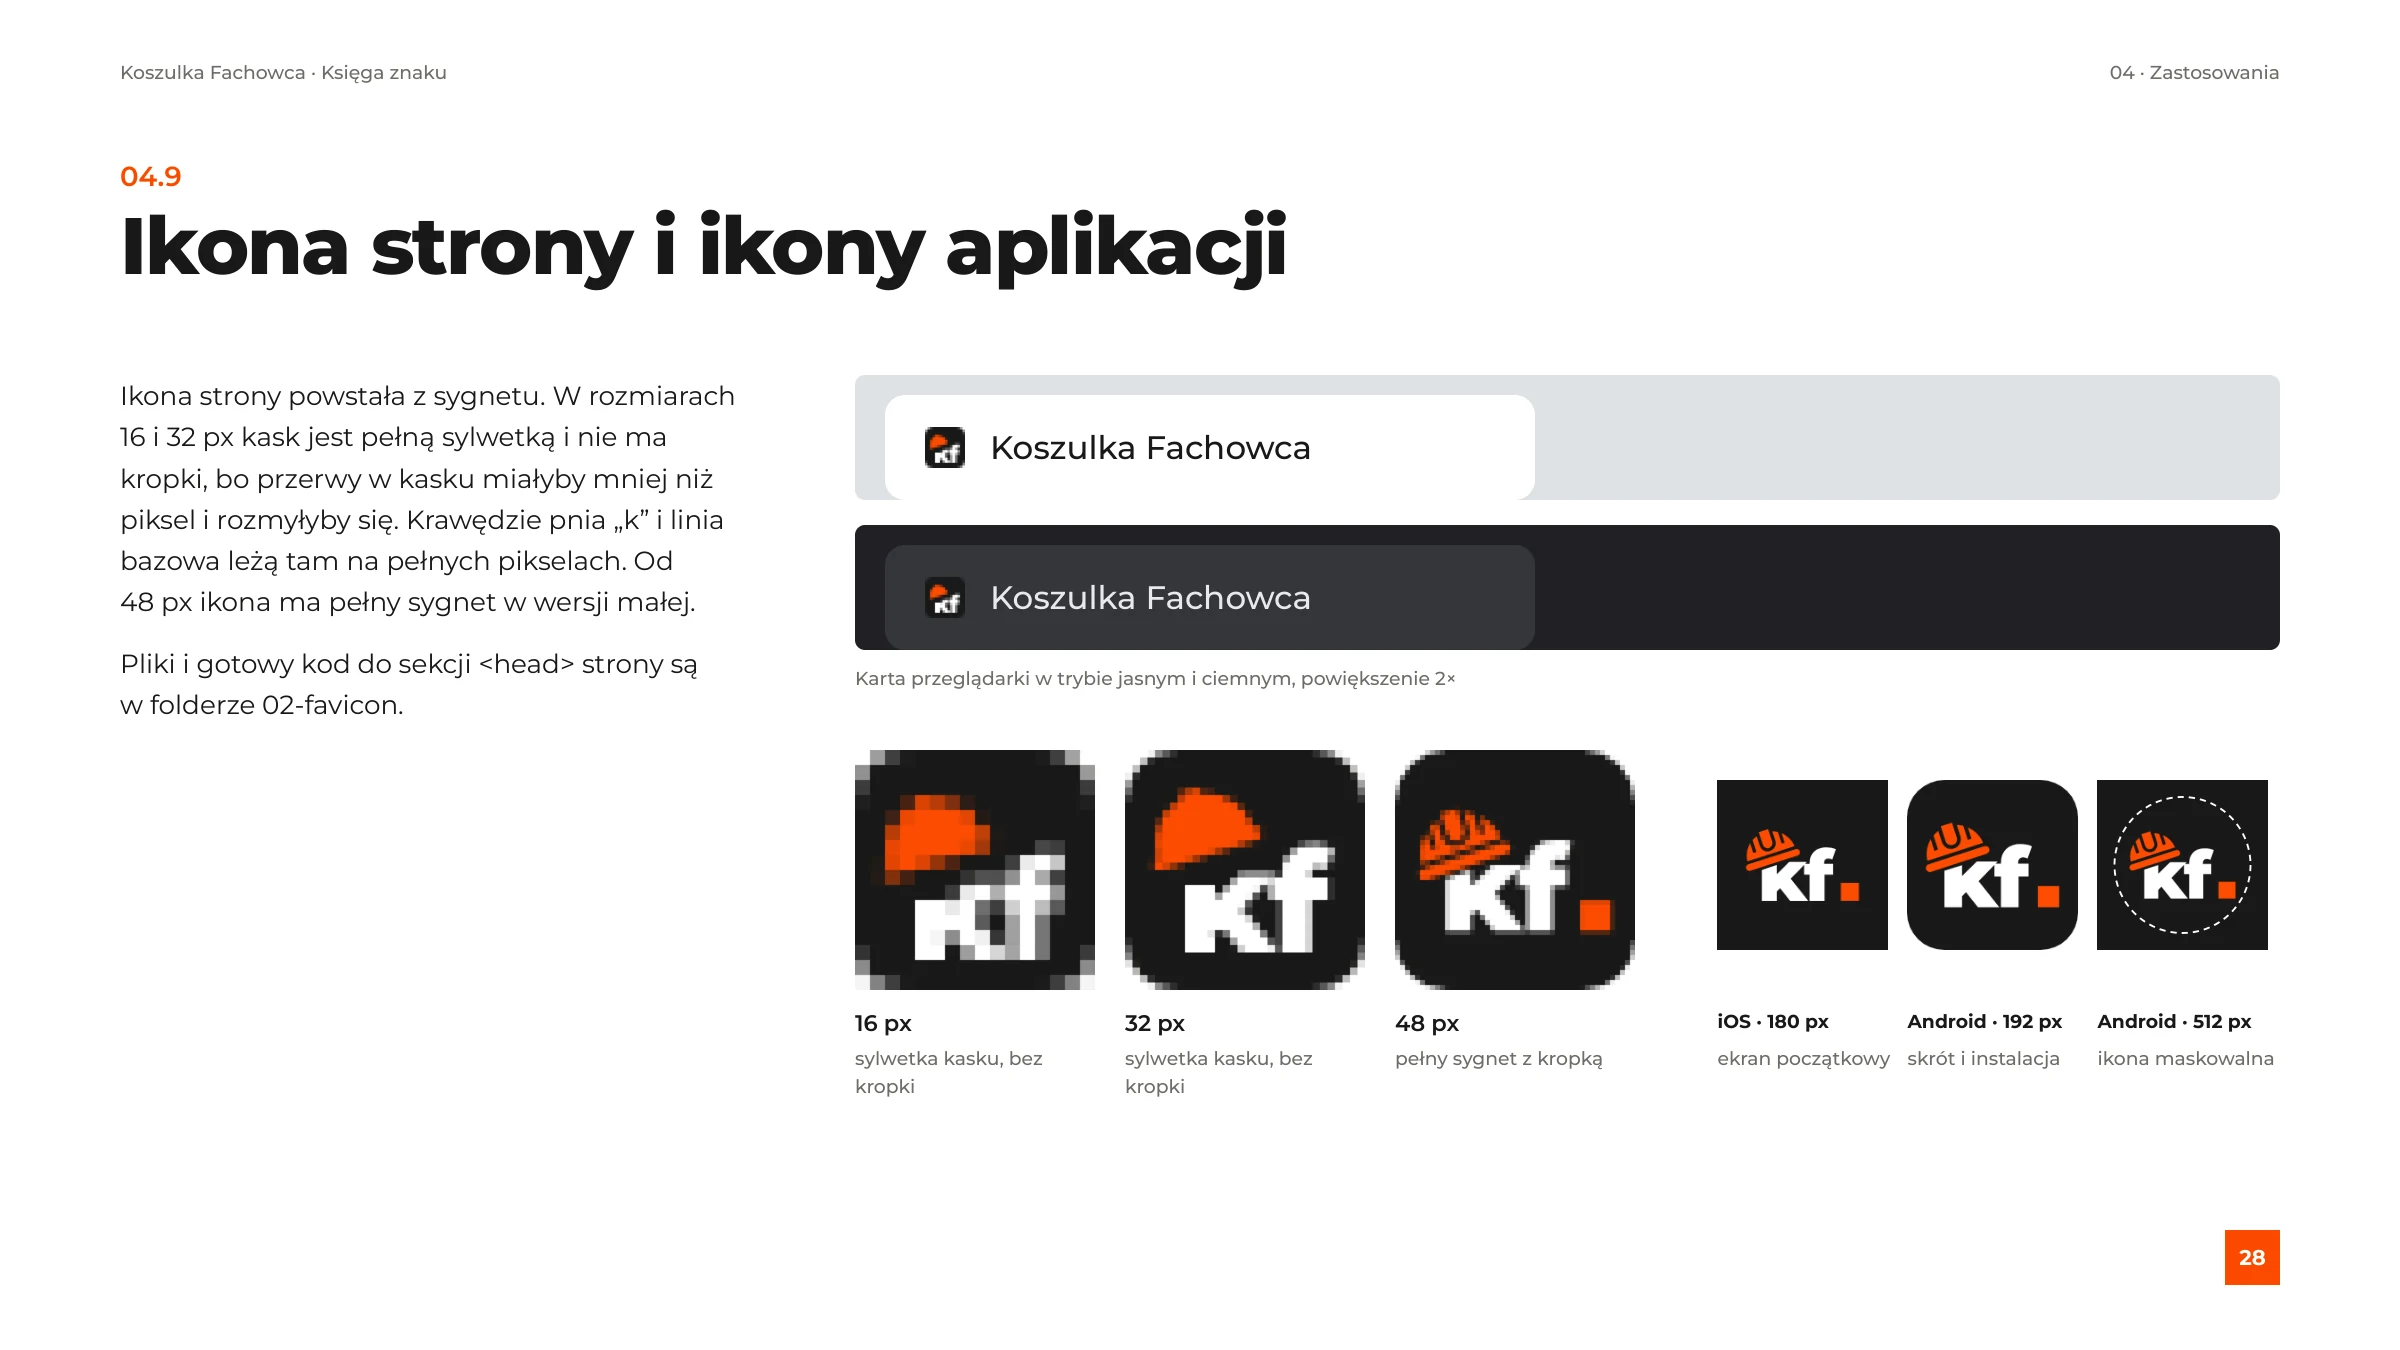 Koszulka Fachowca · Księga znaku
04 · Zastosowania
04.9
Ikona strony i ikony aplikacji
Ikona strony powstała z sygnetu. W rozmiarach
16 i 32 px kask jest pełną sylwetką i nie ma
kropki, bo przerwy w kasku miałyby mniej niż
piksel i rozmyłyby się. Krawędzie pnia „k” i linia
bazowa leżą tam na pełnych pikselach. Od
48 px ikona ma pełny sygnet w wersji małej.
Pliki i gotowy kod do sekcji <head> strony są
w folderze 02-favicon.
kf Koszulka Fachowca
kf Koszulka Fachowca
Karta przeglądarki w trybie jasnym i ciemnym, powiększenie 2×
kf
kf
kf.
kf.
kf.
kf.
16 px
sylwetka kasku, bez
kropki
32 px
sylwetka kasku, bez
kropki
48 px
pełny sygnet z kropką
iOS · 180 px
ekran początkowy
Android · 192 px
skrót i instalacja
Android · 512 px
ikona maskowalna
28